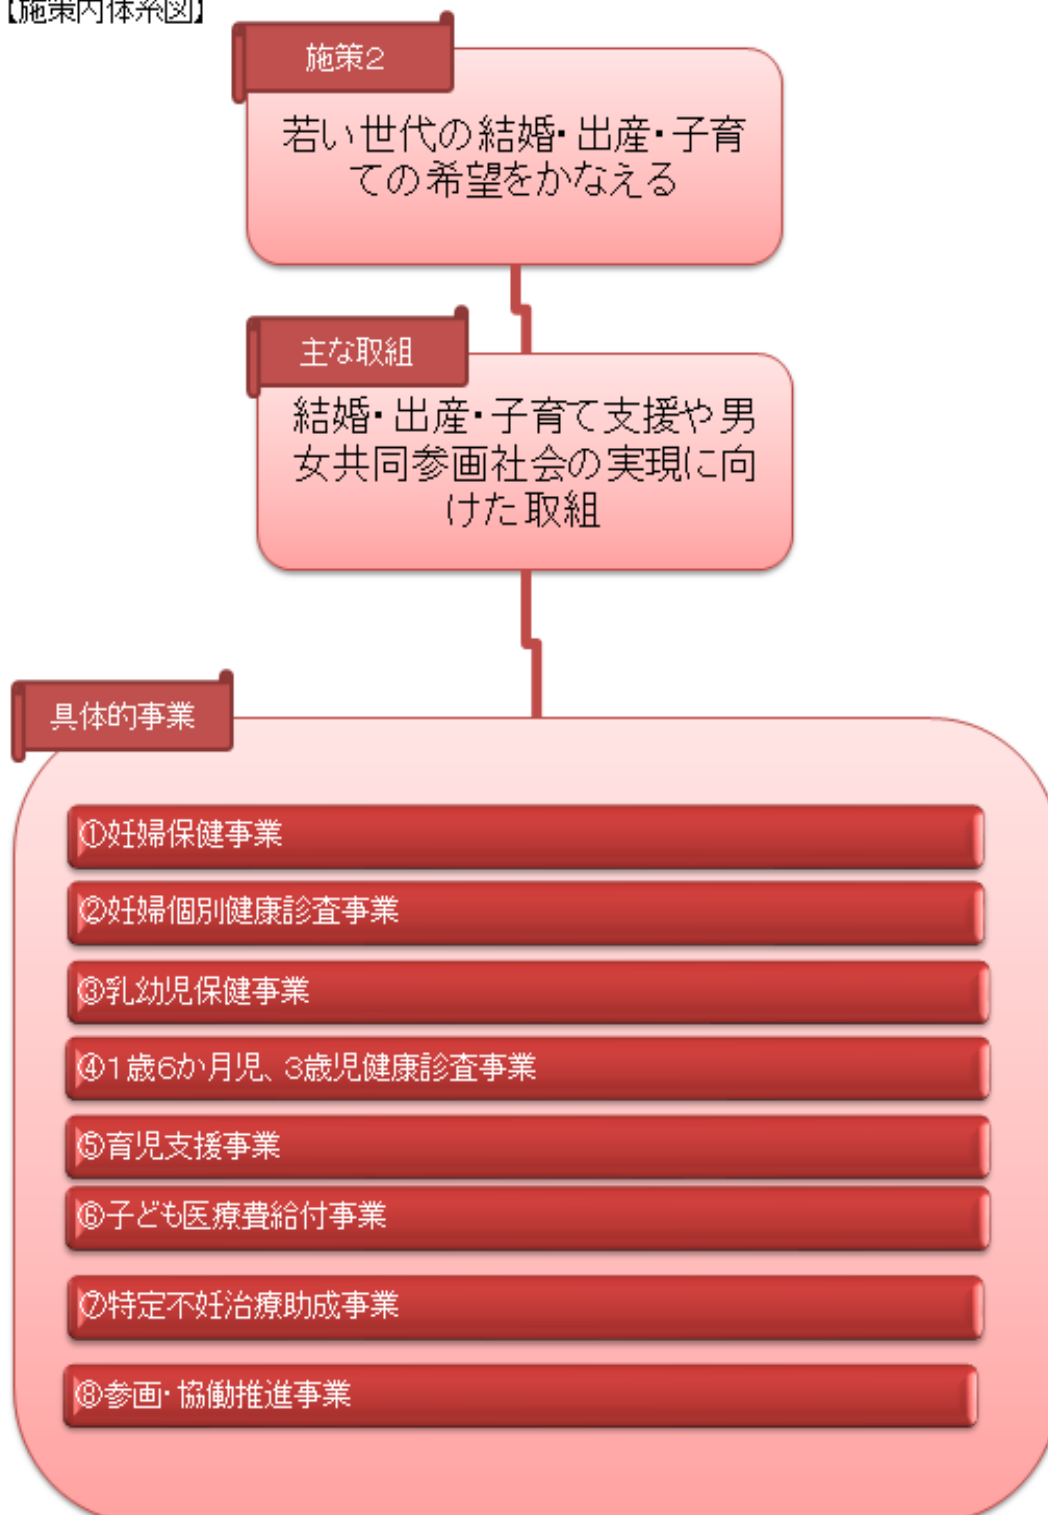 【施策内体系図】
施策2
若い世代の結婚・出産・子育
ての希望をかなえる
主な取組
結婚・出産・子育て支援や男
女共同参画社会の実現に向
けた取組
具体的事業
①妊婦保健事業
②妊婦個別健康診査事業
③乳幼児保健事業
④1歳6か月児、3歳児健康診査事業
⑤育児支援事業
⑥子ども医療費給付事業
⑦特定不妊治療助成事業
⑧参画・協働推進事業